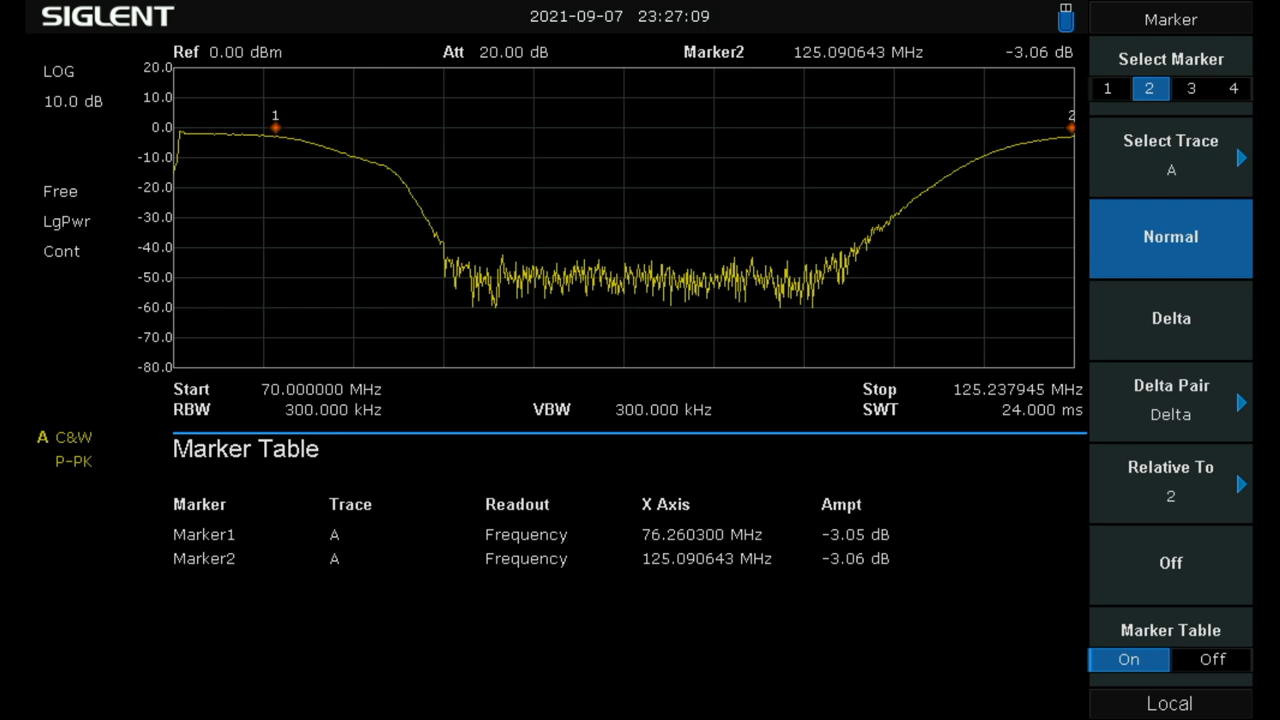 SIGLENT 2021-09-07 23:27:09 Marker
Ref 0.00 dBm Att 20.00 dB Marker2 125.090643 MHz -3.06 dB
Select Marker
1 2 3 4
LOG
10.0 dB
Free
LgPwr
Cont
20.0
10.0
0.0
-10.0
-20.0
-30.0
-40.0
-50.0
-60.0
-70.0
-80.0
1
2
Select Trace
A
Normal
Delta
Start 70.000000 MHz Stop 125.237945 MHz
RBW 300.000 kHz VBW 300.000 kHz SWT 24.000 ms
Delta Pair
Delta
A C&W
P-PK
Marker Table
Marker Trace Readout X Axis Ampt
Marker1 A Frequency 76.260300 MHz -3.05 dB
Marker2 A Frequency 125.090643 MHz -3.06 dB
Relative To
2
Off
Marker Table
On Off
Local